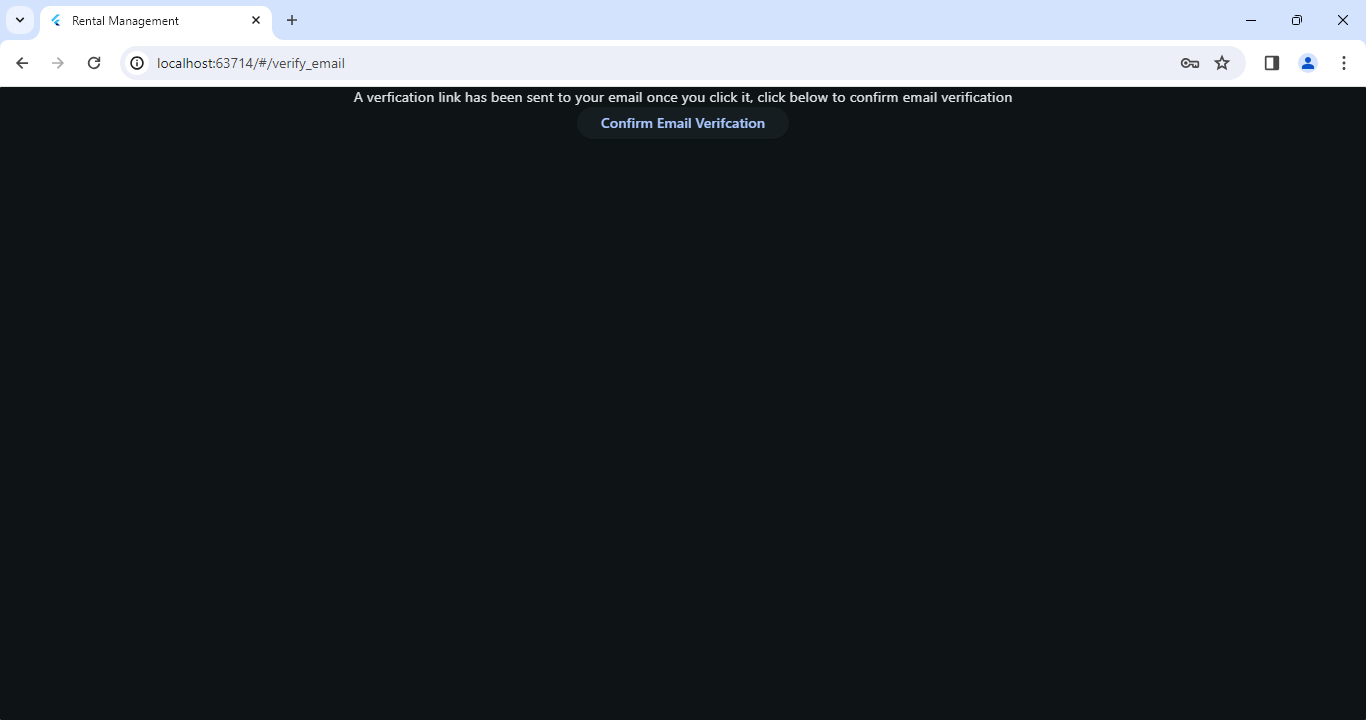 Rental Management
localhost:63714/#/verify_email
A verfication link has been sent to your email once you click it, click below to confirm email verification
Confirm Email Verifcation